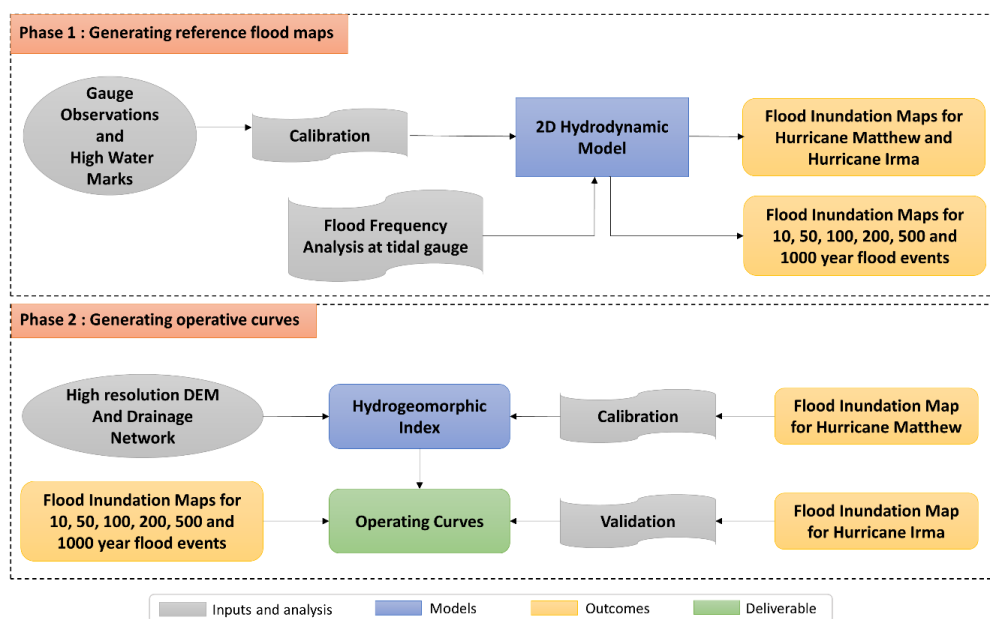 Phase 1 : Generating reference flood maps
Gauge
Observations
and
High Water
Marks
Calibration
2D Hydrodynamic
Model
Flood Inundation Maps for
Hurricane Matthew and
Hurricane Irma
Flood Frequency
Analysis at tidal gauge
Flood Inundation Maps for
10, 50, 100, 200, 500 and
1000 year flood events
Phase 2 : Generating operative curves
High resolution DEM
And Drainage
Network
Hydrogeomorphic
Index
Calibration
Flood Inundation Map
for Hurricane Matthew
Flood Inundation Maps for
10, 50, 100, 200, 500 and
1000 year flood events
Operating Curves
Validation
Flood Inundation Map
for Hurricane Irma
Inputs and analysis
Models
Outcomes
Deliverable